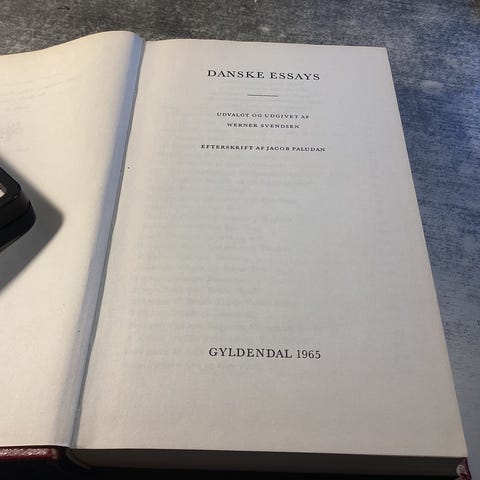 DANSKE ESSAYS
UDVALGT OG UDGIVET AF
WERNER SVENDSEN
EFTERSKRIFT AF JACOB PALUDAN
GYLDENDAL 1965